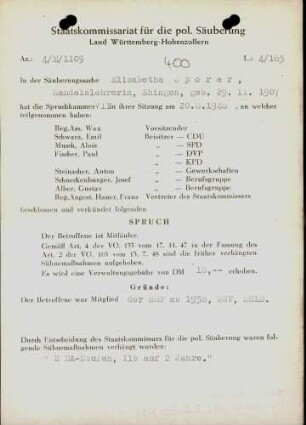 Staatskommissariat für die pol. Säuberung
Land Württemberg-Hohenzollern
Az.: 4/H/1109
400
L: 4/165
In der Säuberungssache Elisabetha Sporer,
Handelslehrerin, Ehingen, geb. 29. 11. 1907
hat die Spruchkammer VI in ihrer Sitzung am 20.8.1948, an welcher
teilgenommen haben:
Reg.Am. Wax Vorsitzender
Schwarz, Emil Beisitzer — CDU
Munh, Alois „ — SPD
Fischer, Paul „ — DVP
„ — KPD
Steinacher, Anton „ — Gewerkschaften
Schneckenburger, Josef „ — Berufsgruppe
Alber, Gustav „ — Berufsgruppe
Reg.Angest. Hauer, Franz Vertreter des Staatskommissars
beschlossen und verkündet folgenden
SPRUCH
Der Betroffene ist Mitläufer.
Gemäß Art. 4 der VO. 133 vom 17. 11. 47 in der Fassung des
Art. 2 der VO. 165 vom 13. 7. 48 sind die früher verhängten
Sühnemaßnahmen aufgehoben.
Es wird eine Verwaltungsgebühr von DM 10,-- erhoben.
Gründe:
Der Betroffene war Mitglied der NSF ab 1938, NSV, NSLB.
Durch Entscheidung des Staatskommissars für die pol. Säuberung waren fol-
gende Sühnemaßnahmen verhängt worden:
" 2 DA-Stufen, 11b auf 2 Jahre."